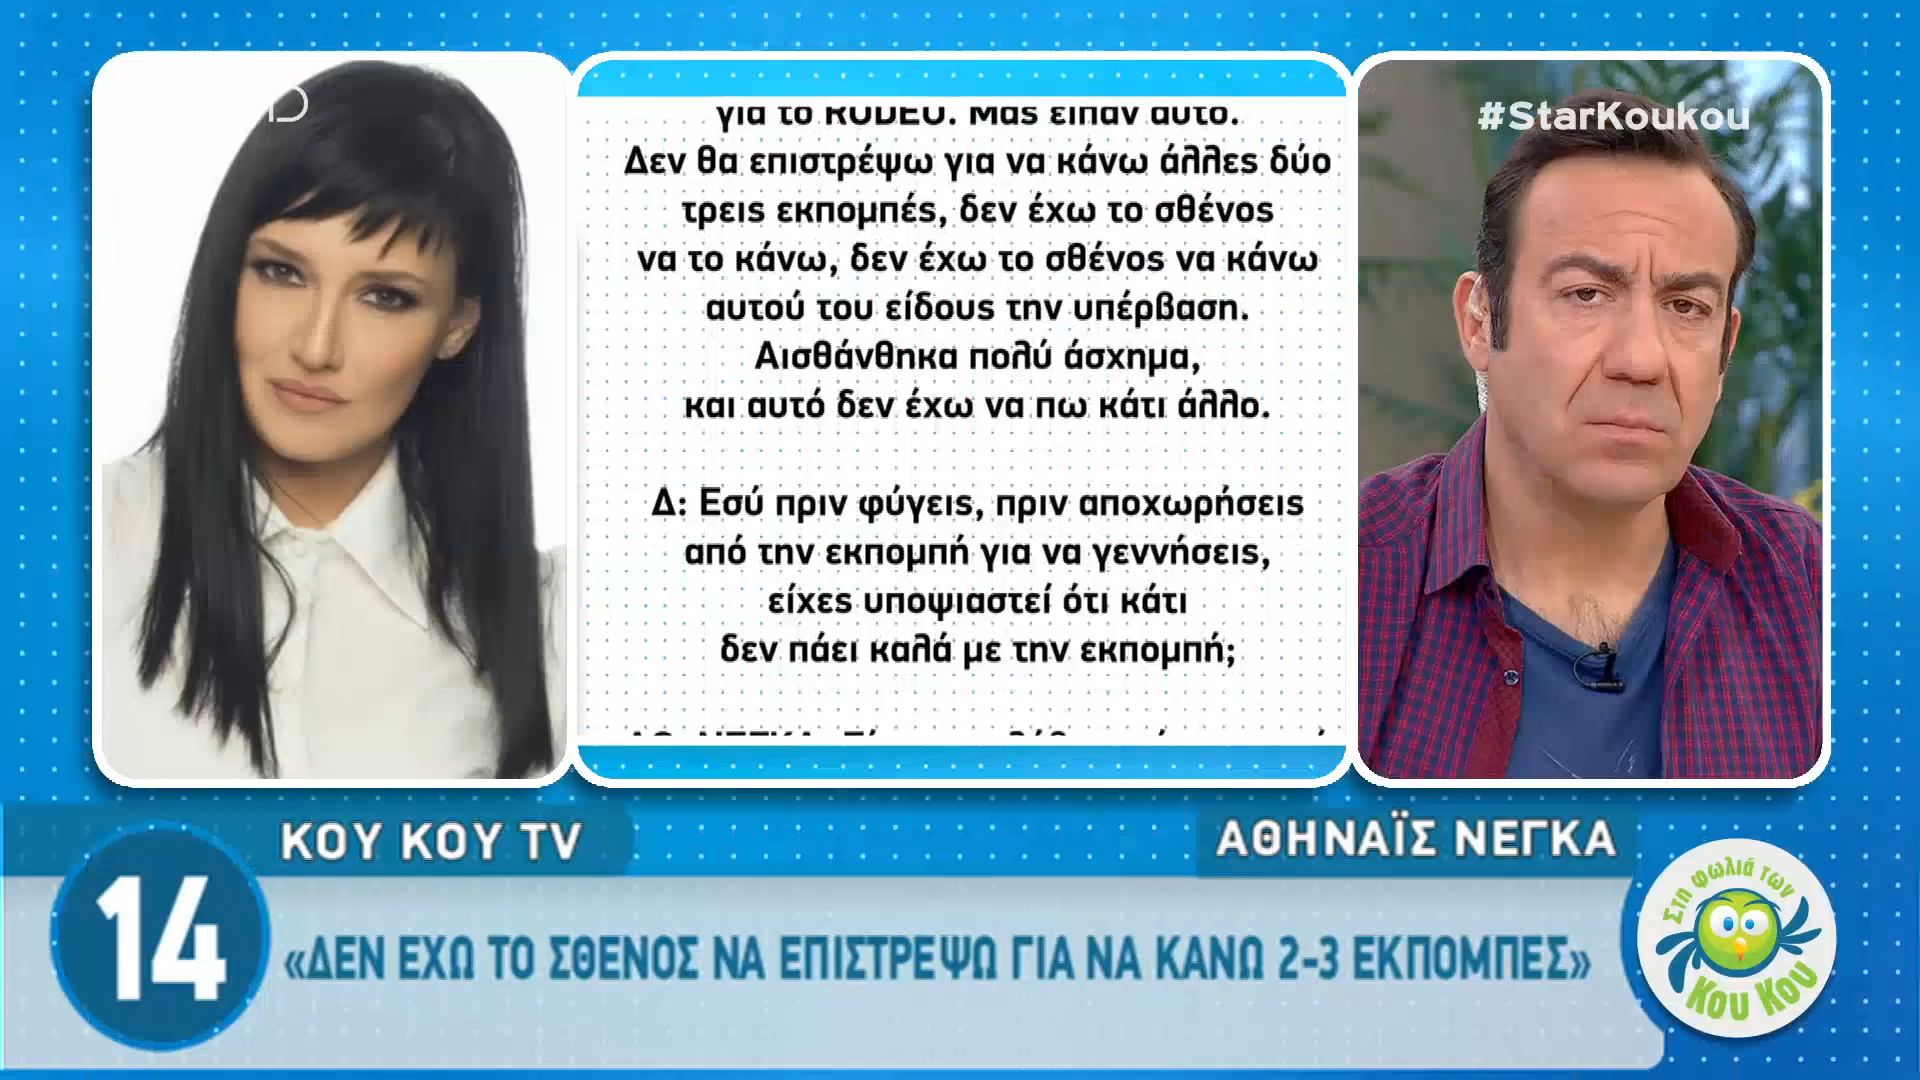 #StarKoukou
για το RODEO. Μας είπαν αυτό.
Δεν θα επιστρέψω για να κάνω άλλες δύο
τρεις εκπομπές, δεν έχω το σθένος
να το κάνω, δεν έχω το σθένος να κάνω
αυτού του είδους την υπέρβαση.
Αισθάνθηκα πολύ άσχημα,
και αυτό δεν έχω να πω κάτι άλλο.
Δ: Εσύ πριν φύγεις, πριν αποχωρήσεις
από την εκπομπή για να γεννήσεις,
είχες υποψιαστεί ότι κάτι
δεν πάει καλά με την εκπομπή;
ΚΟΥ ΚΟΥ TV
ΑΘΗΝΑΪΣ ΝΕΓΚΑ
14
«ΔΕΝ ΕΧΩ ΤΟ ΣΘΕΝΟΣ ΝΑ ΕΠΙΣΤΡΕΨΩ ΓΙΑ ΝΑ ΚΑΝΩ 2-3 ΕΚΠΟΜΠΕΣ»
Στη φωλιά των
Κου Κου